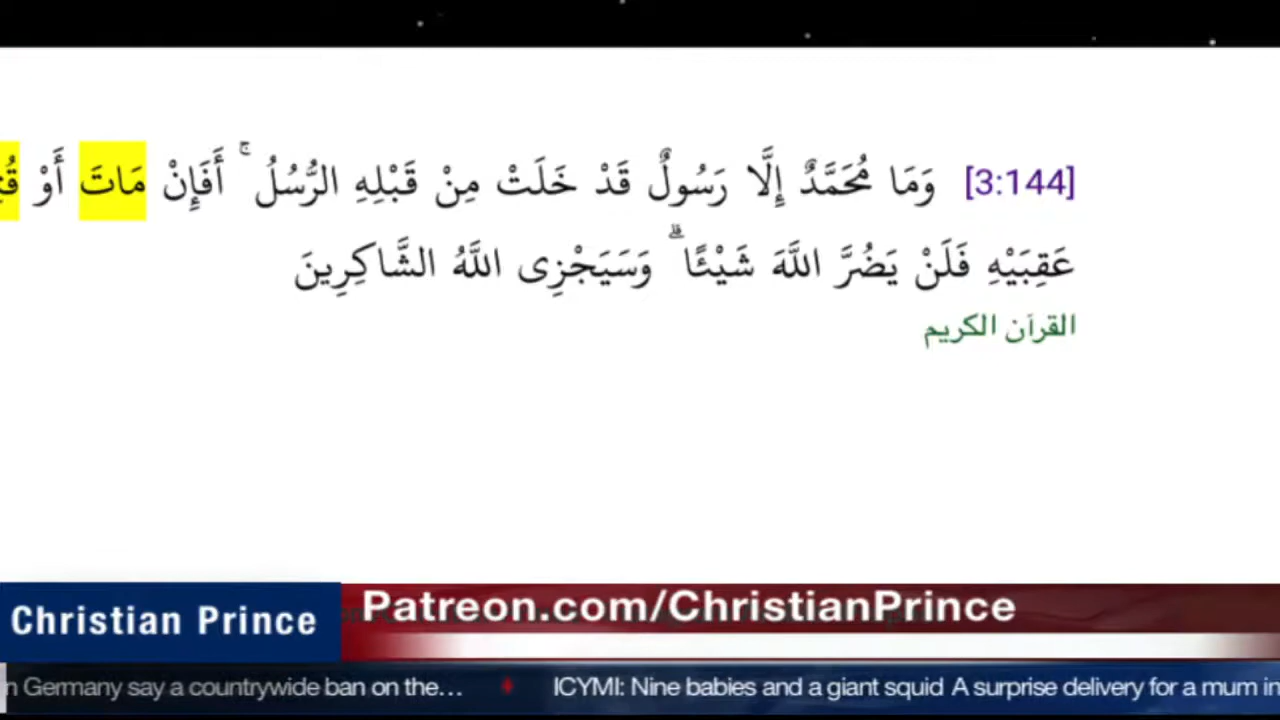 [3:144] وَمَا مُحَمَّدٌ إِلَّا رَسُولٌ قَدْ خَلَتْ مِنْ قَبْلِهِ الرُّسُلُ ۚ أَفَإِنْ مَاتَ أَوْ
عَقِبَيْهِ فَلَنْ يَضُرَّ اللَّهَ شَيْئًا ۗ وَسَيَجْزِى اللَّهُ الشَّاكِرِينَ
القرآن الكريم
Patreon.com/ChristianPrince
Christian Prince
n Germany say a countrywide ban on the... ♦ ICYMI: Nine babies and a giant squid A surprise delivery for a mum in